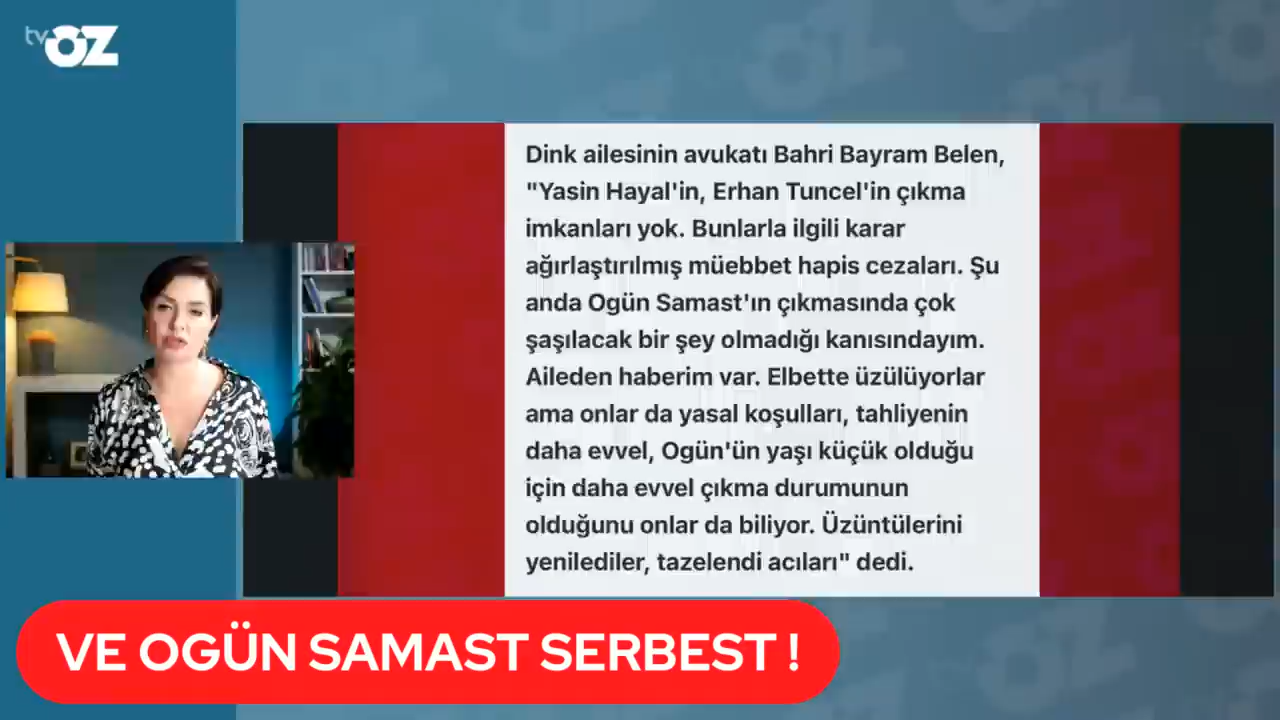 tv
ÖZ
Dink ailesinin avukatı Bahri Bayram Belen,
"Yasin Hayal'in, Erhan Tuncel'in çıkma
imkanları yok. Bunlarla ilgili karar
ağırlaştırılmış müebbet hapis cezaları. Şu
anda Ogün Samast'ın çıkmasında çok
şaşılacak bir şey olmadığı kanısındayım.
Aileden haberim var. Elbette üzülüyorlar
ama onlar da yasal koşulları, tahliyenin
daha evvel, Ogün'ün yaşı küçük olduğu
için daha evvel çıkma durumunun
olduğunu onlar da biliyor. Üzüntülerini
yenilediler, tazelendi acıları" dedi.
VE OGÜN SAMAST SERBEST !